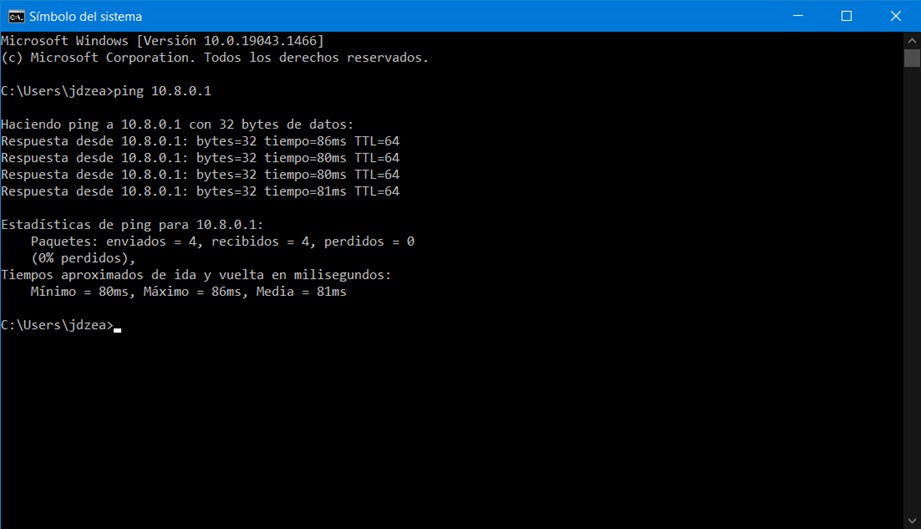 Símbolo del sistema
Microsoft Windows [Versión 10.0.19043.1466]
(c) Microsoft Corporation. Todos los derechos reservados.
C:\Users\jdzea>ping 10.8.0.1
Haciendo ping a 10.8.0.1 con 32 bytes de datos:
Respuesta desde 10.8.0.1: bytes=32 tiempo=86ms TTL=64
Respuesta desde 10.8.0.1: bytes=32 tiempo=80ms TTL=64
Respuesta desde 10.8.0.1: bytes=32 tiempo=80ms TTL=64
Respuesta desde 10.8.0.1: bytes=32 tiempo=81ms TTL=64
Estadísticas de ping para 10.8.0.1:
    Paquetes: enviados = 4, recibidos = 4, perdidos = 0
    (0% perdidos),
Tiempos aproximados de ida y vuelta en milisegundos:
    Mínimo = 80ms, Máximo = 86ms, Media = 81ms
C:\Users\jdzea>